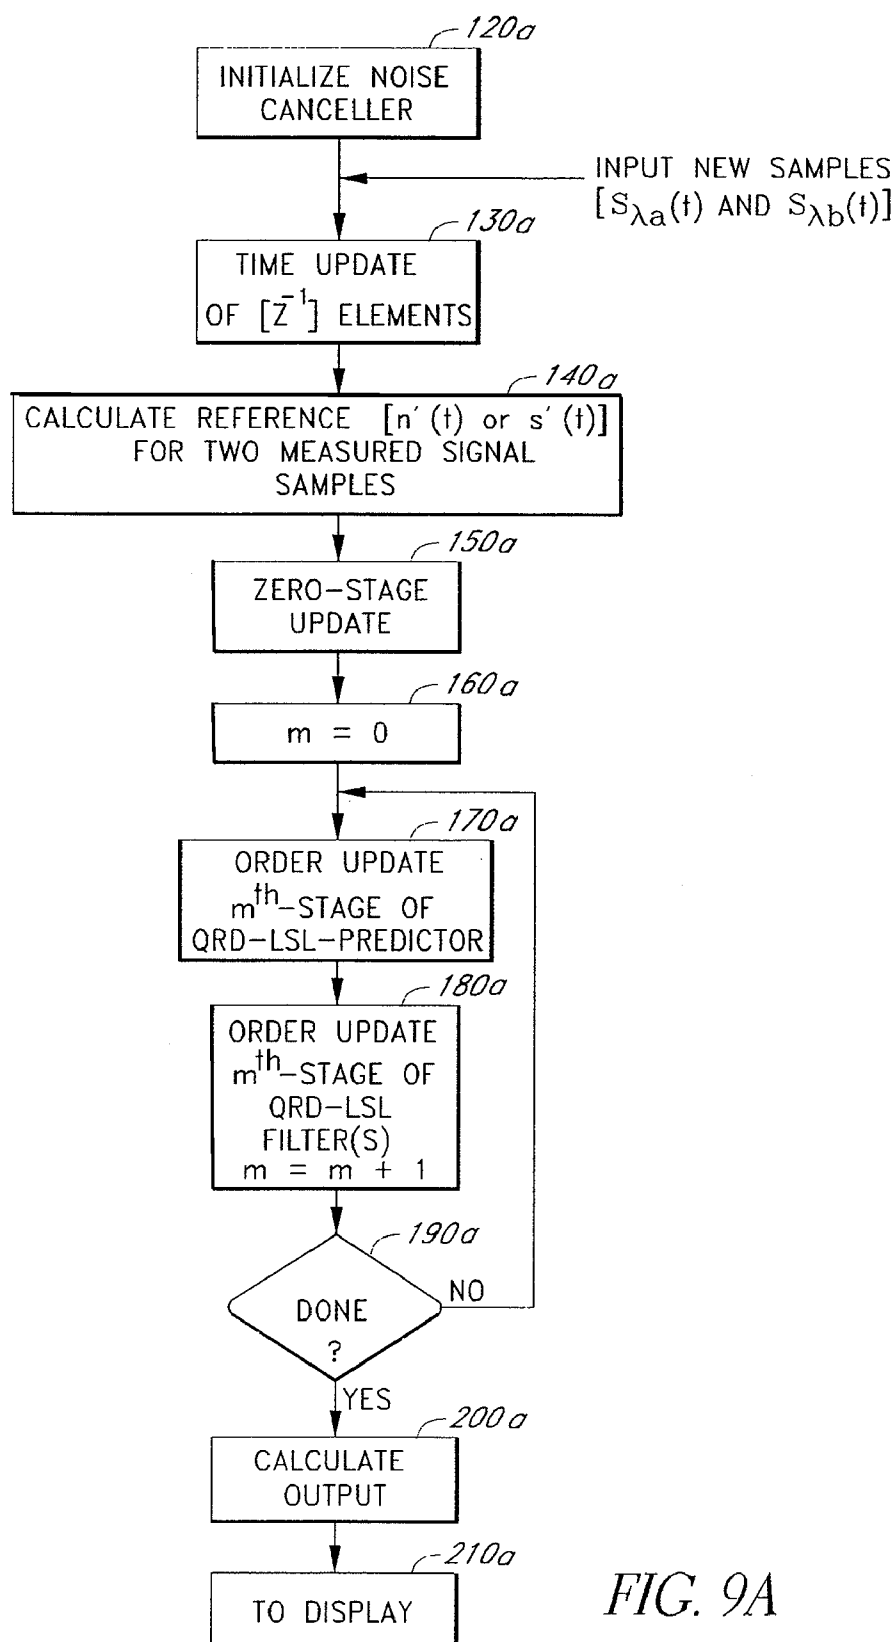 120a
INITIALIZE NOISE
CANCELLER
INPUT NEW SAMPLES
[Sλa(t) AND Sλb(t)]
130a
TIME UPDATE
OF [Z⁻¹] ELEMENTS
140a
CALCULATE REFERENCE [n'(t) or s'(t)]
FOR TWO MEASURED SIGNAL
SAMPLES
150a
ZERO-STAGE
UPDATE
160a
m = 0
170a
ORDER UPDATE
mth-STAGE OF
QRD-LSL-PREDICTOR
180a
ORDER UPDATE
mth-STAGE OF
QRD-LSL
FILTER(S)
m = m + 1
190a
DONE
?
NO
YES
200a
CALCULATE
OUTPUT
210a
TO DISPLAY
FIG. 9A